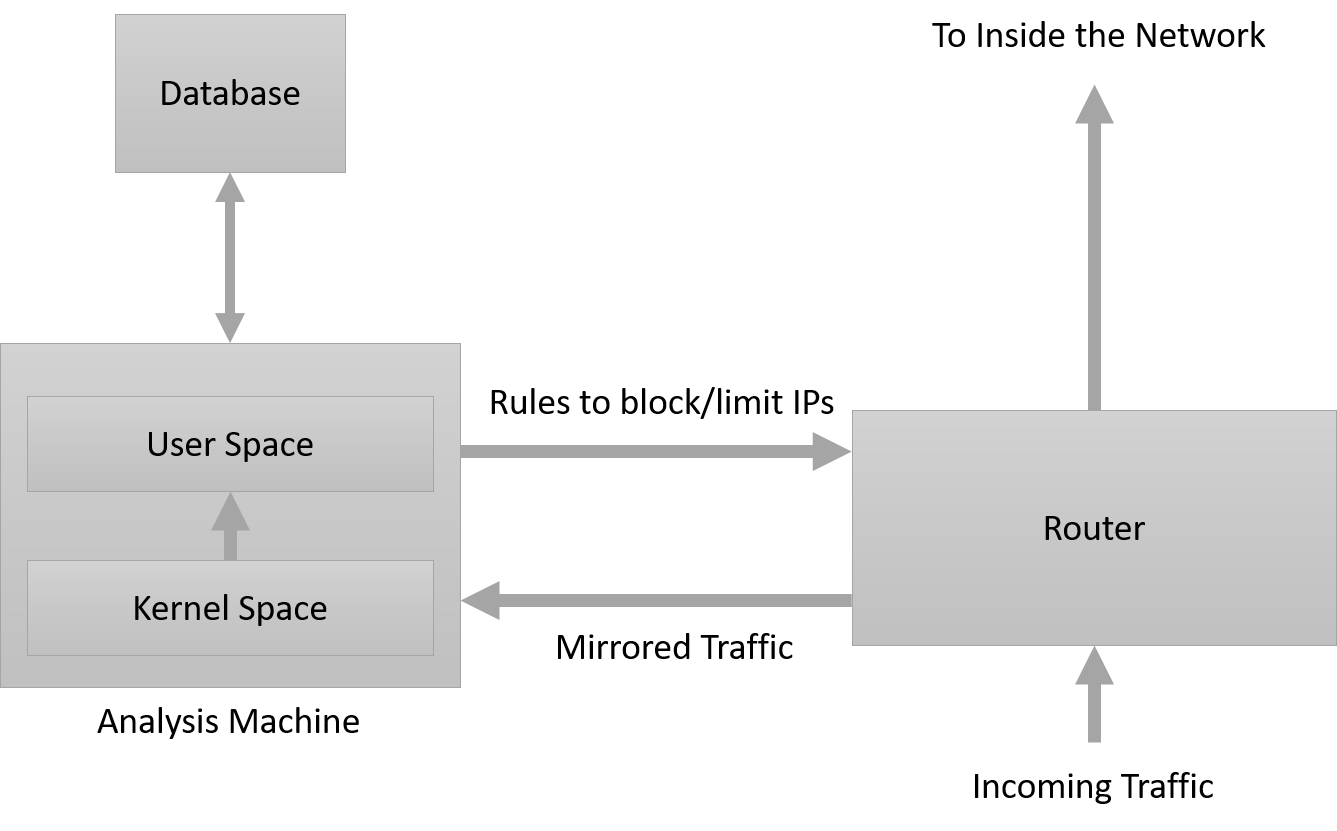 Database
To Inside the Network
User Space
Kernel Space
Analysis Machine
Rules to block/limit IPs
Mirrored Traffic
Router
Incoming Traffic